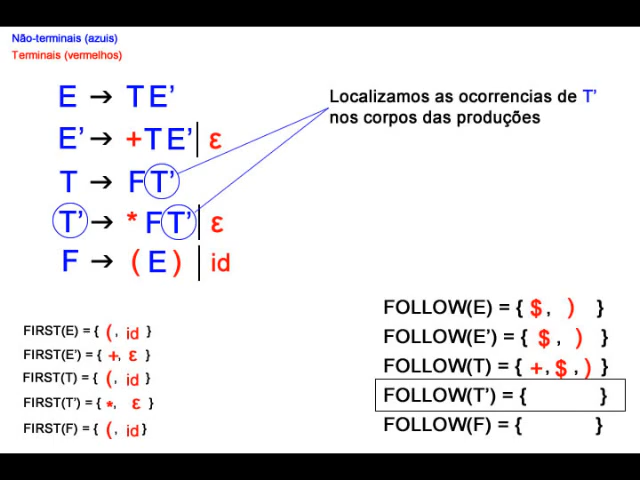 Não-terminais (azuis)
Terminais (vermelhos)
E → T E’
E’ → +T E’| ε
T → F T’
T’ → * F T’| ε
F → ( E ) | id
Localizamos as ocorrencias de T’
nos corpos das produções
FIRST(E) = { (, id }
FIRST(E’) = { +, ε }
FIRST(T) = { (, id }
FIRST(T’) = { *, ε }
FIRST(F) = { (, id }
FOLLOW(E) = { $, ) }
FOLLOW(E’) = { $, ) }
FOLLOW(T) = { +, $, ) }
FOLLOW(T’) = { }
FOLLOW(F) = { }